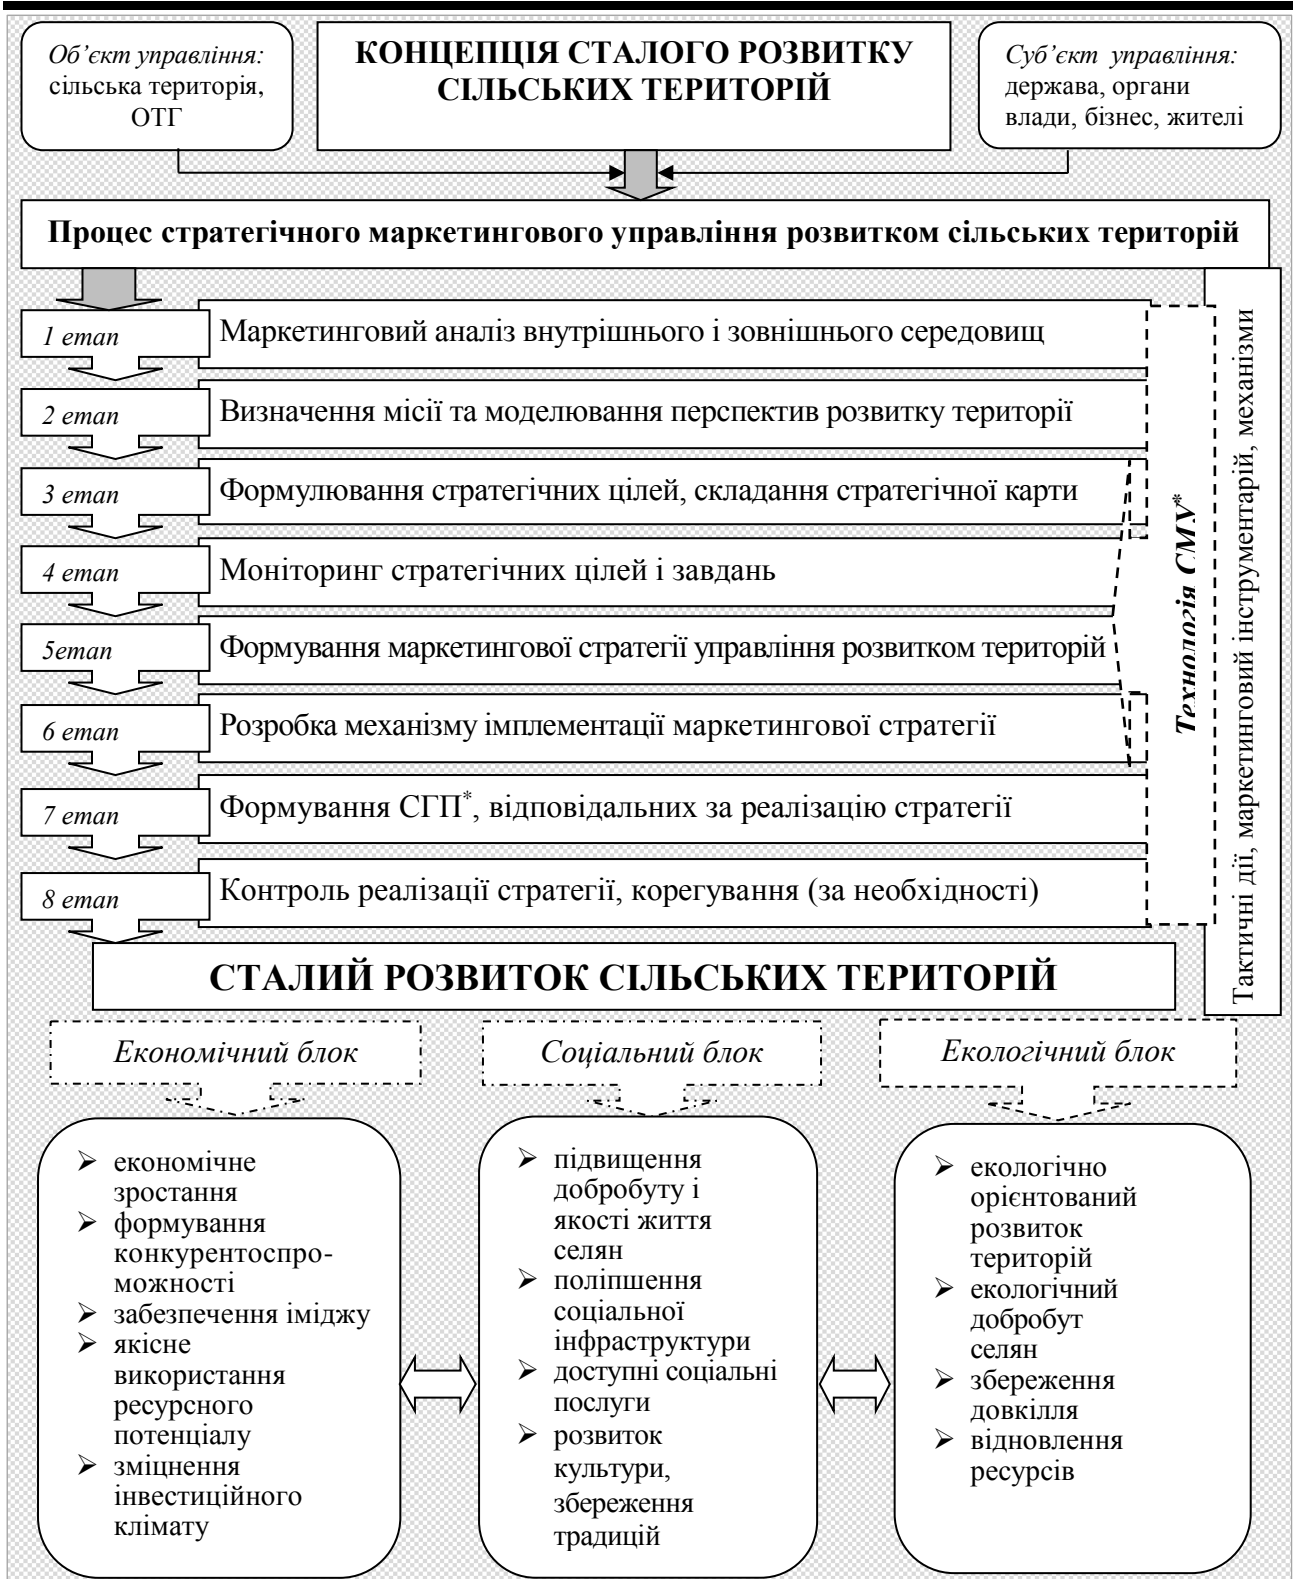 Об’єкт управління:
сільська територія,
ОТГ
КОНЦЕПЦІЯ СТАЛОГО РОЗВИТКУ
СІЛЬСЬКИХ ТЕРИТОРІЙ
Суб’єкт управління:
держава, органи
влади, бізнес, жителі
Процес стратегічного маркетингового управління розвитком сільських територій
1 етап
Маркетинговий аналіз внутрішнього і зовнішнього середовищ
2 етап
Визначення місії та моделювання перспектив розвитку території
3 етап
Формулювання стратегічних цілей, складання стратегічної карти
4 етап
Моніторинг стратегічних цілей і завдань
5етап
Формування маркетингової стратегії управління розвитком територій
6 етап
Розробка механізму імплементації маркетингової стратегії
7 етап
Формування СГП*, відповідальних за реалізацію стратегії
8 етап
Контроль реалізації стратегії, корегування (за необхідності)
Технологія СМУ*
Тактичні дії, маркетинговий інструментарій, механізми
СТАЛИЙ РОЗВИТОК СІЛЬСЬКИХ ТЕРИТОРІЙ
Економічний блок
Соціальний блок
Екологічний блок
➢ економічне
зростання
➢ формування
конкурентоспро-
можності
➢ забезпечення іміджу
➢ якісне
використання
ресурсного
потенціалу
➢ зміцнення
інвестиційного
клімату
➢ підвищення
добробуту і
якості життя
селян
➢ поліпшення
соціальної
інфраструктури
➢ доступні соціальні
послуги
➢ розвиток
культури,
збереження
традицій
➢ екологічно
орієнтований
розвиток
територій
➢ екологічний
добробут
селян
➢ збереження
довкілля
➢ відновлення
ресурсів